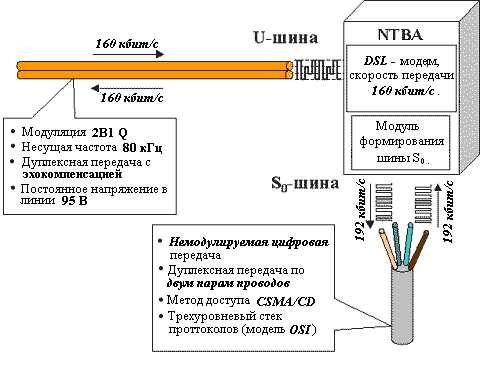 160 кбит/с
160 кбит/с
U-шина
NTBA
DSL - модем,
скорость передачи
160 кбит/с .
Модуль
формирования
шины S0 .
• Модуляция 2B1 Q
• Несущая частота 80 кГц
• Дуплексная передача с
эхокомпенсацией
• Постоянное напряжение в
линии 95 В
S0-шина
192 кбит/с
192 кбит/с
• Немодулируемая цифровая
передача
• Дуплексная передача по
двум парам проводов
• Метод доступа CSMA/CD
• Трехуровневый стек
проттоколов (модель OSI)